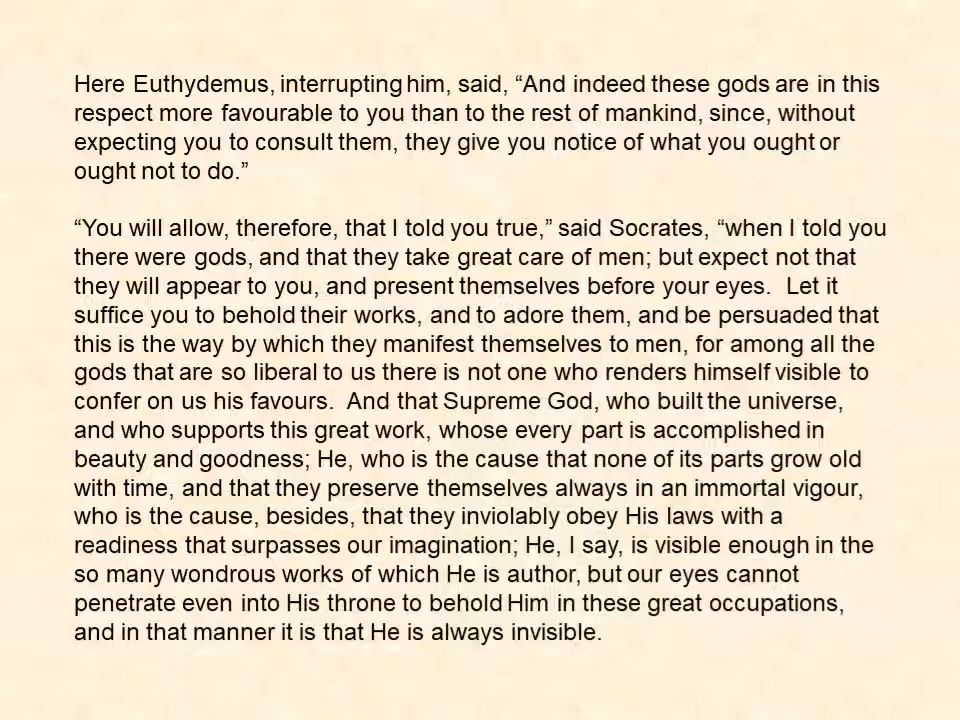 Here Euthydemus, interrupting him, said, “And indeed these gods are in this
respect more favourable to you than to the rest of mankind, since, without
expecting you to consult them, they give you notice of what you ought or
ought not to do.”
“You will allow, therefore, that I told you true,” said Socrates, “when I told you
there were gods, and that they take great care of men; but expect not that
they will appear to you, and present themselves before your eyes.  Let it
suffice you to behold their works, and to adore them, and be persuaded that
this is the way by which they manifest themselves to men, for among all the
gods that are so liberal to us there is not one who renders himself visible to
confer on us his favours.  And that Supreme God, who built the universe,
and who supports this great work, whose every part is accomplished in
beauty and goodness; He, who is the cause that none of its parts grow old
with time, and that they preserve themselves always in an immortal vigour,
who is the cause, besides, that they inviolably obey His laws with a
readiness that surpasses our imagination; He, I say, is visible enough in the
so many wondrous works of which He is author, but our eyes cannot
penetrate even into His throne to behold Him in these great occupations,
and in that manner it is that He is always invisible.